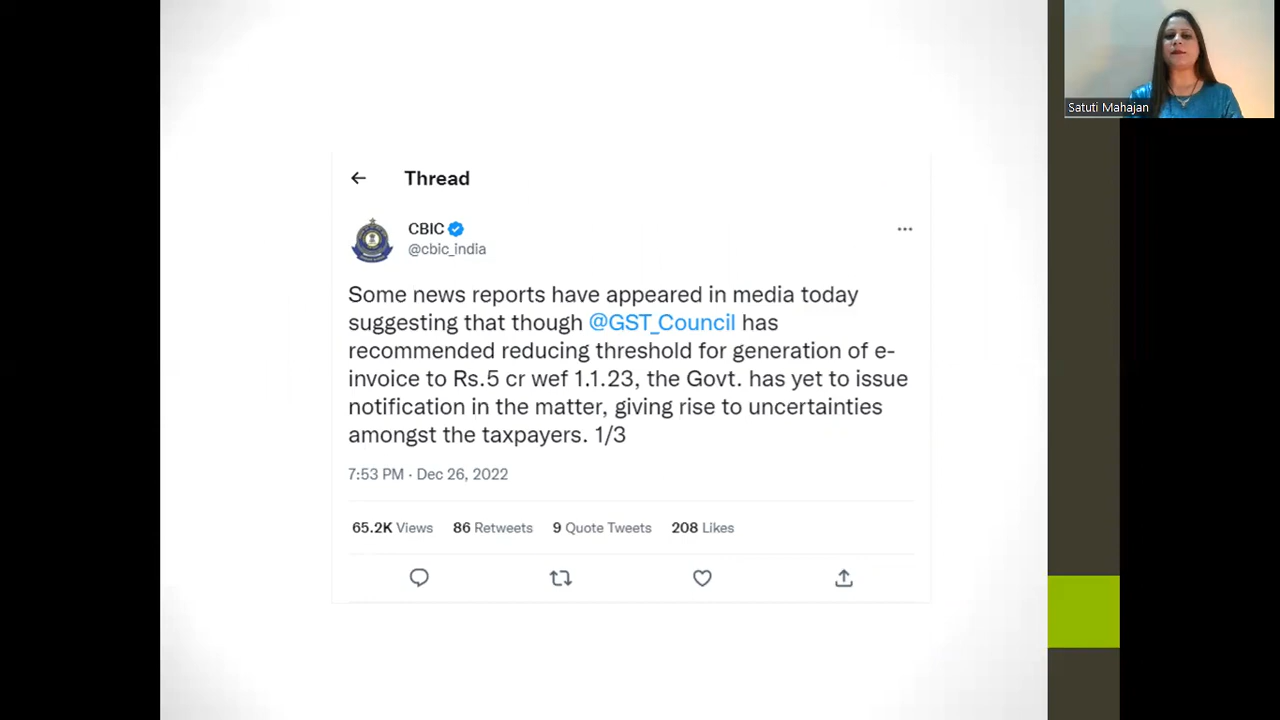 Satuti Mahajan
Thread
CBIC
@cbic_india
Some news reports have appeared in media today
suggesting that though @GST_Council has
recommended reducing threshold for generation of e-
invoice to Rs.5 cr wef 1.1.23, the Govt. has yet to issue
notification in the matter, giving rise to uncertainties
amongst the taxpayers. 1/3
7:53 PM · Dec 26, 2022
65.2K Views 86 Retweets 9 Quote Tweets 208 Likes